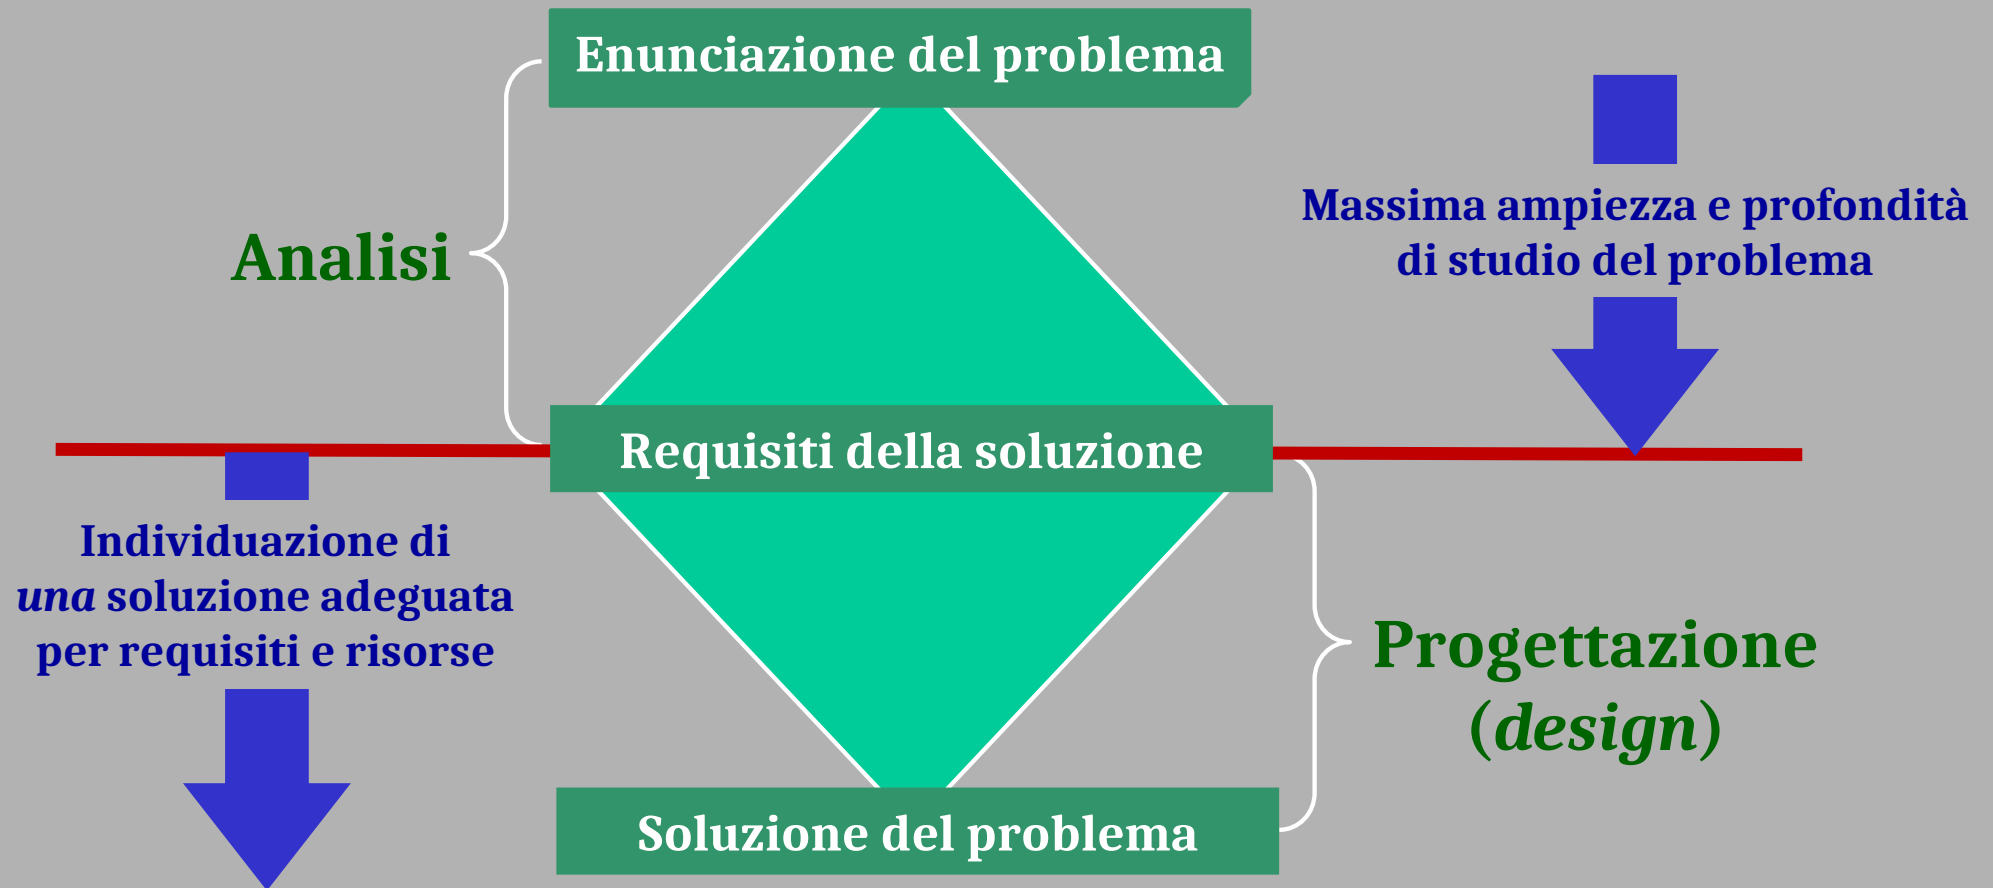 Enunciazione del problema
Massima ampiezza e profondità
di studio del problema
Analisi
Requisiti della soluzione
Individuazione di
una soluzione adeguata
per requisiti e risorse
Progettazione
(design)
Soluzione del problema